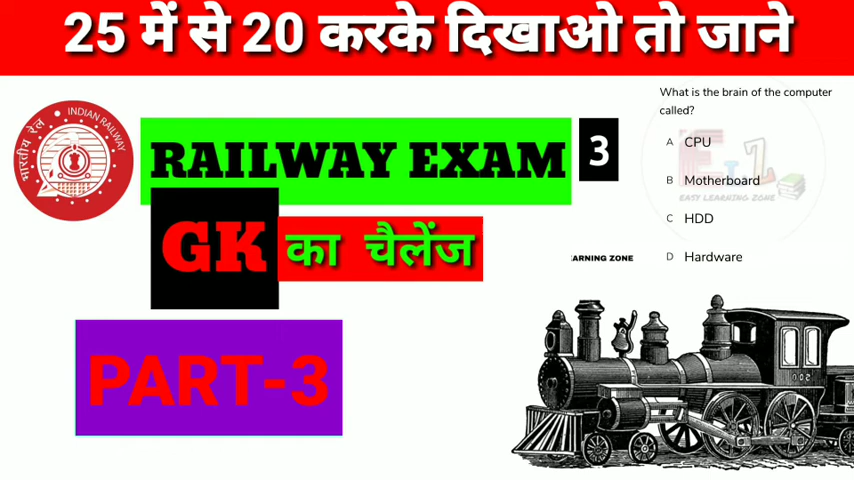 25 में से 20 करके दिखाओ तो जाने
INDIAN RAILWAY
भारतीय रेल
RAILWAY EXAM
3
GK का चैलेंज
PART-3
What is the brain of the computer
called?
A CPU
B Motherboard
C HDD
D Hardware
EASY LEARNING ZONE
EARNING ZONE